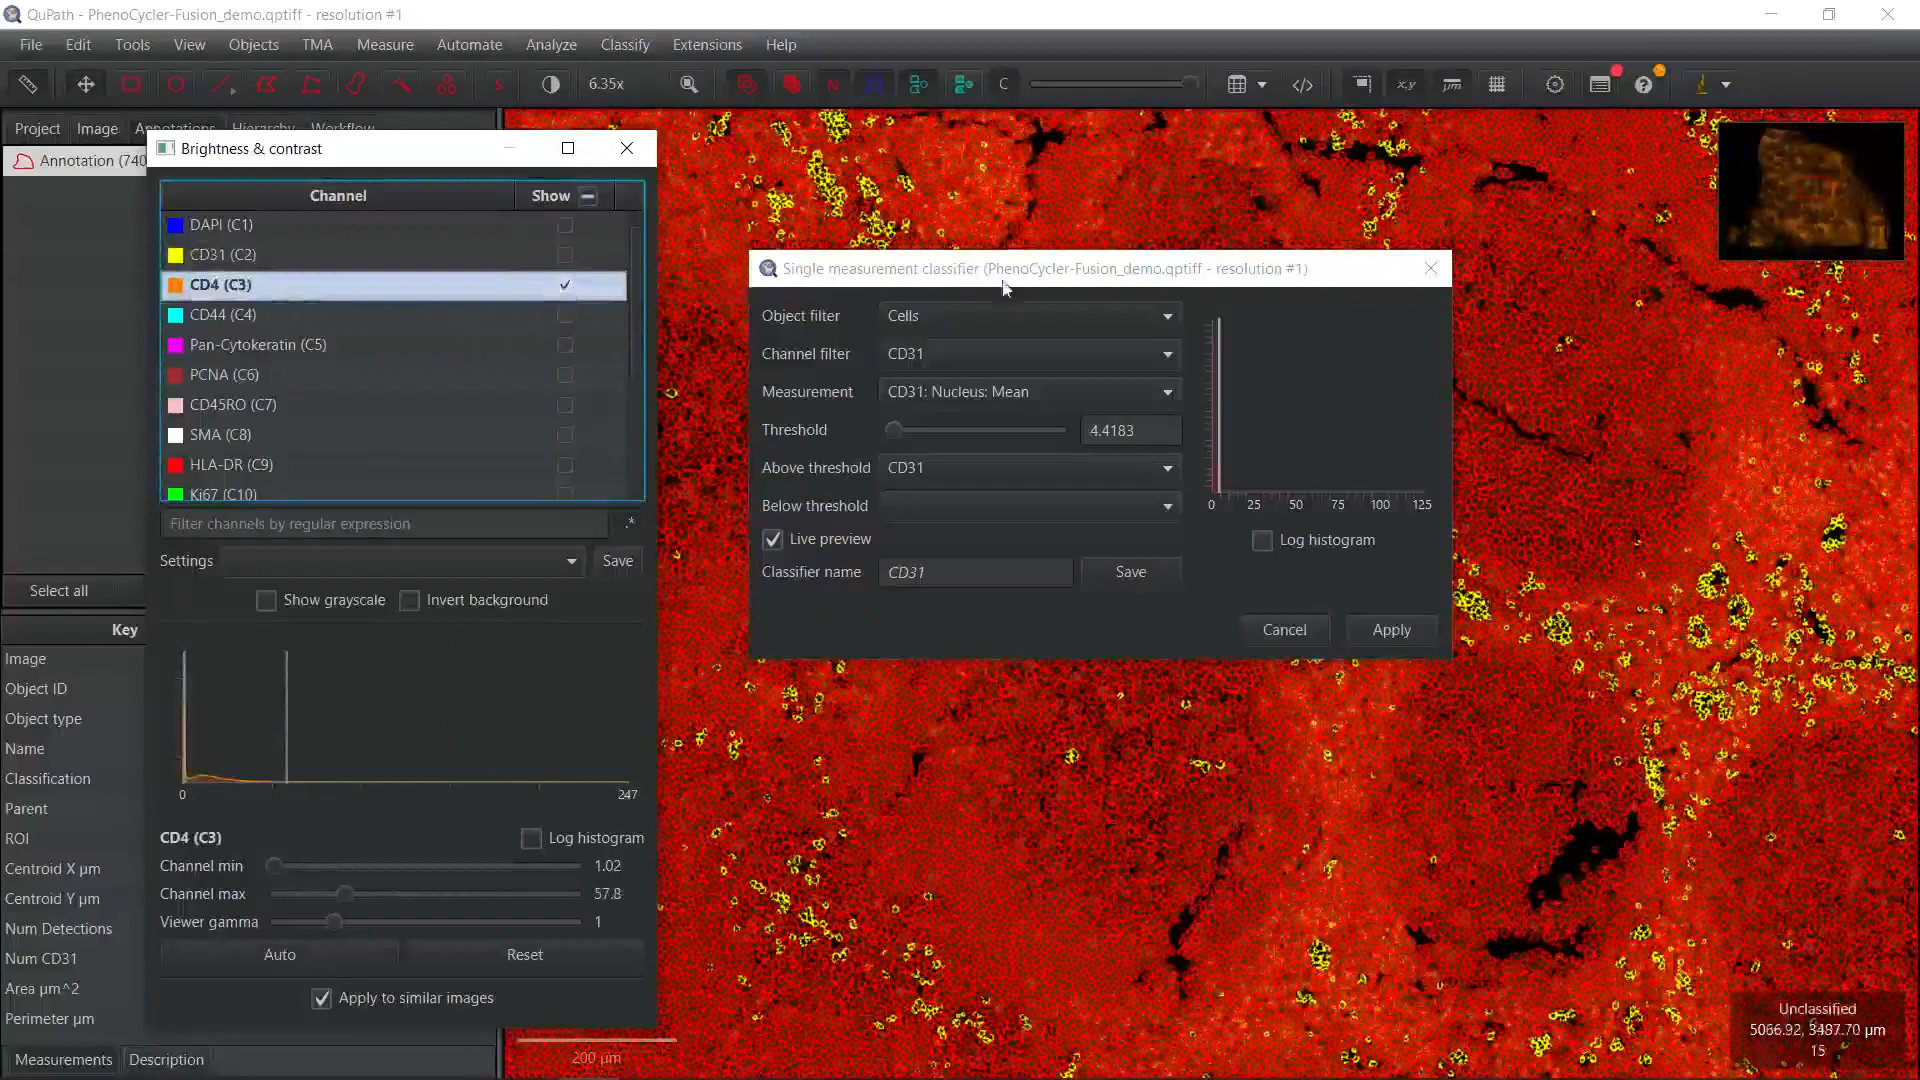 QuPath - PhenoCycler-Fusion_demo.qptiff - resolution #1
File Edit Tools View Objects TMA Measure Automate Analyze Classify Extensions Help
6.35x
C
Project Image Annotations Hierarchy Workflow
Annotation (740
Brightness & contrast
Channel Show
DAPI (C1)
CD31 (C2)
CD4 (C3)
CD44 (C4)
Pan-Cytokeratin (C5)
PCNA (C6)
CD45RO (C7)
SMA (C8)
HLA-DR (C9)
Ki67 (C10)
Filter channels by regular expression .*
Settings Save
Show grayscale Invert background
0 247
CD4 (C3) Log histogram
Channel min 1.02
Channel max 57.8
Viewer gamma 1
Auto Reset
Apply to similar images
Select all
Key
Image
Object ID
Object type
Name
Classification
Parent
ROI
Centroid X µm
Centroid Y µm
Num Detections
Num CD31
Area µm^2
Perimeter µm
Measurements Description
Single measurement classifier (PhenoCycler-Fusion_demo.qptiff - resolution #1)
Object filter Cells
Channel filter CD31
Measurement CD31: Nucleus: Mean
Threshold 4.4183
Above threshold CD31
Below threshold
Live preview
Classifier name CD31 Save
0 25 50 75 100 125
Log histogram
Cancel Apply
200 µm
Unclassified
5066.92, 3487.70 µm
15